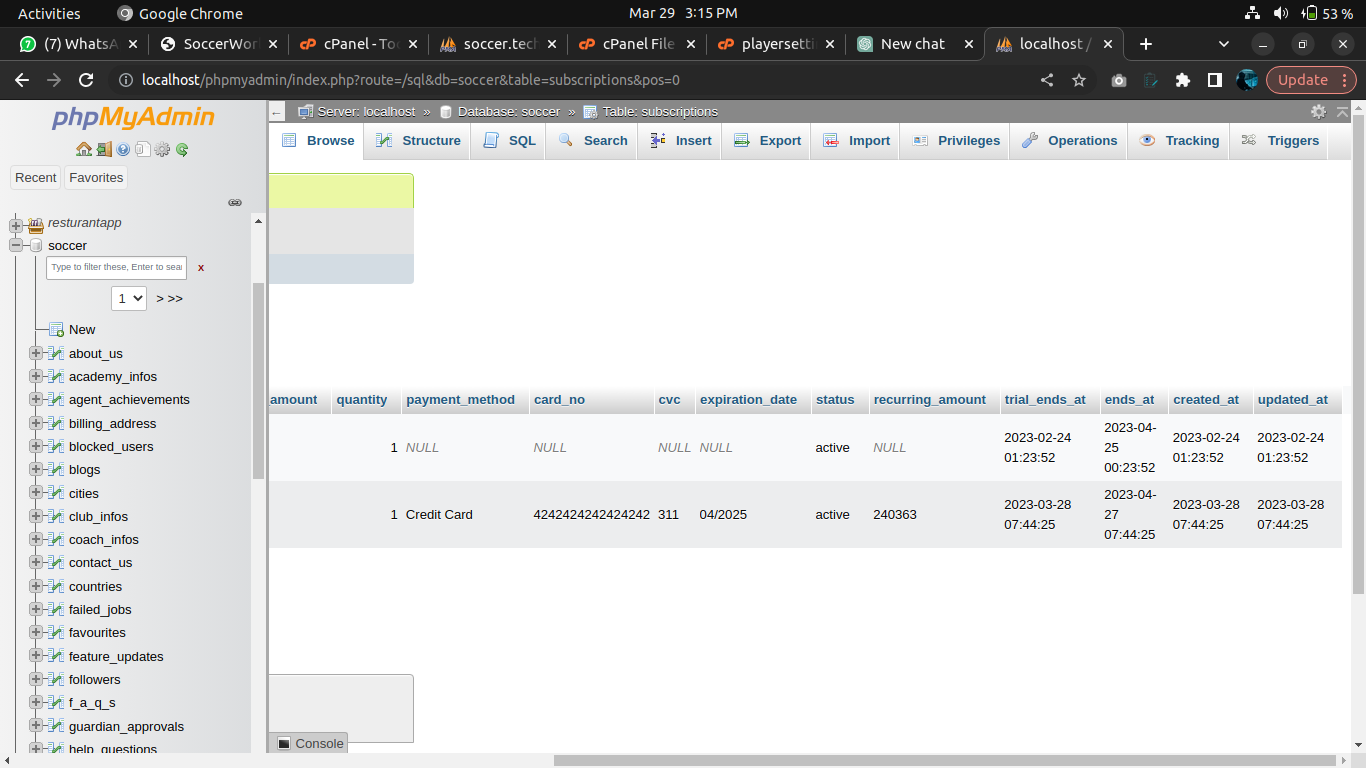 Activities Google Chrome Mar 29 3:15 PM 53 %
(7) WhatsA SoccerWor cPanel - Too soccer.tech cPanel File playersetti New chat localhost /
localhost/phpmyadmin/index.php?route=/sql&db=soccer&table=subscriptions&pos=0 Update
phpMyAdmin
Recent Favorites
resturantapp
soccer
Type to filter these, Enter to sea x
1 > >>
New
about_us
academy_infos
agent_achievements
billing_address
blocked_users
blogs
cities
club_infos
coach_infos
contact_us
countries
failed_jobs
favourites
feature_updates
followers
f_a_q_s
guardian_approvals
help_questions
Server: localhost » Database: soccer » Table: subscriptions
Browse Structure SQL Search Insert Export Import Privileges Operations Tracking Triggers
amount quantity payment_method card_no cvc expiration_date status recurring_amount trial_ends_at ends_at created_at updated_at
1 NULL NULL NULL NULL active NULL 2023-02-24 01:23:52 2023-04-25 00:23:52 2023-02-24 01:23:52 2023-02-24 01:23:52
1 Credit Card 4242424242424242 311 04/2025 active 240363 2023-03-28 07:44:25 2023-04-27 07:44:25 2023-03-28 07:44:25 2023-03-28 07:44:25
Console